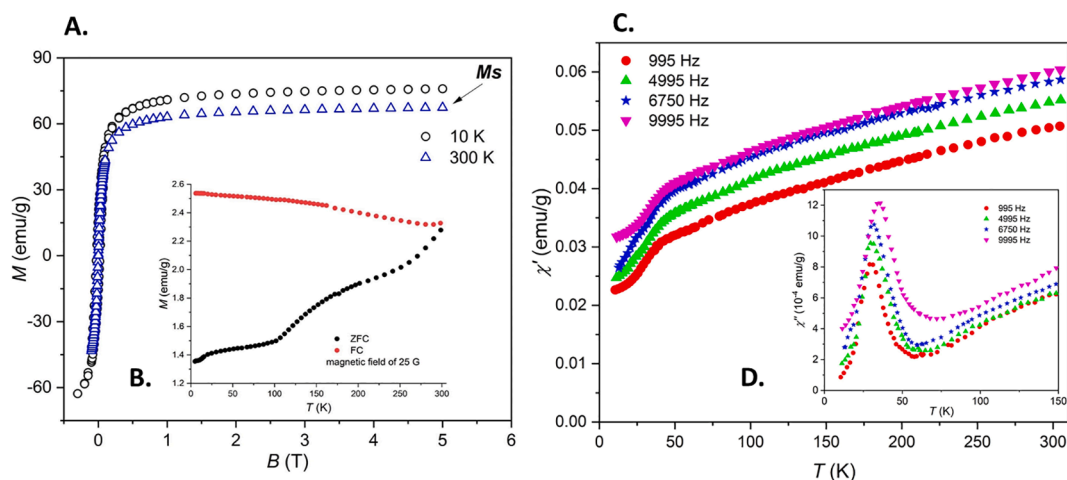 A.
90
60
30
0
-30
-60
M (emu/g)
Ms
10 K
300 K
0
1
2
3
4
5
6
B (T)
B.
2.6
2.4
2.2
2.0
1.8
1.6
1.4
1.2
M (emu/g)
ZFC
FC
magnetic field of 25 G
0
50
100
150
200
250
300
T (K)
C.
995 Hz
4995 Hz
6750 Hz
9995 Hz
0.06
0.05
0.04
0.03
0.02
0.01
0.00
χ' (emu/g)
0
50
100
150
200
250
300
T (K)
D.
12
10
8
6
4
2
0
χ'' (10⁻⁴ emu/g)
995 Hz
4995 Hz
6750 Hz
9995 Hz
0
50
100
150
T (K)